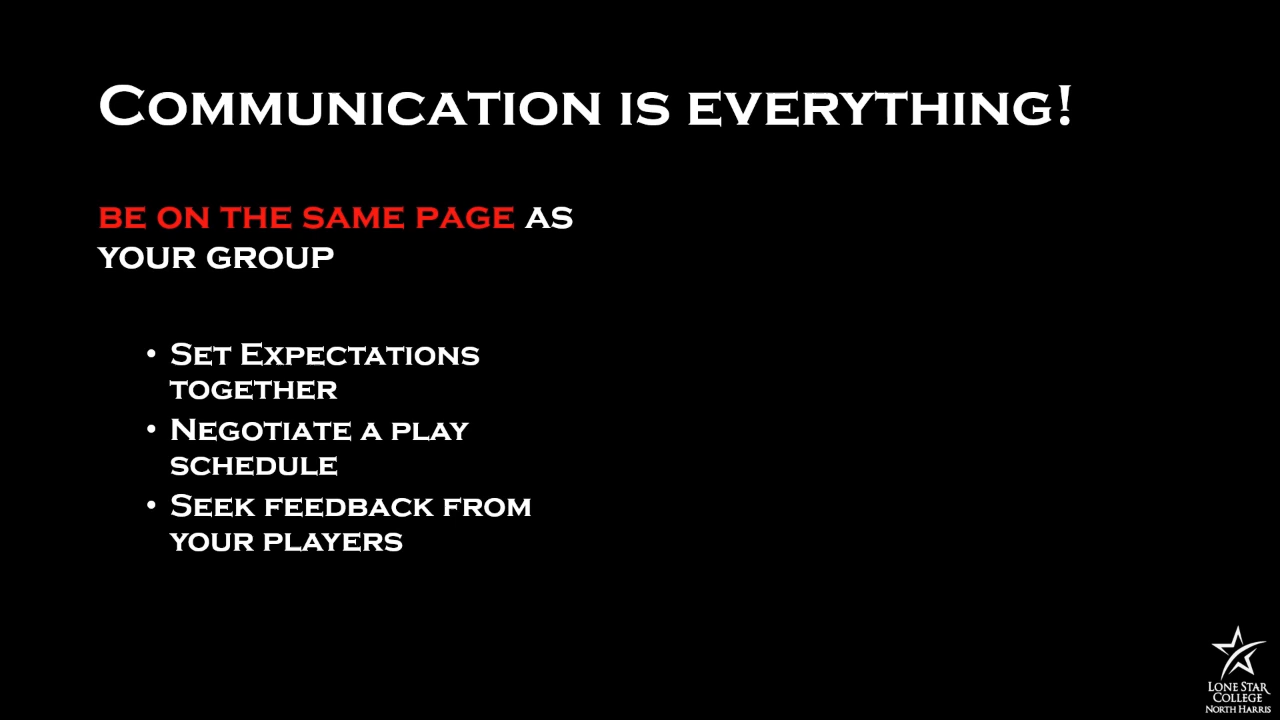 Communication is everything!
be on the same page as
your group
• Set Expectations
together
• Negotiate a play
schedule
• Seek feedback from
your players
Lone Star
College
North Harris